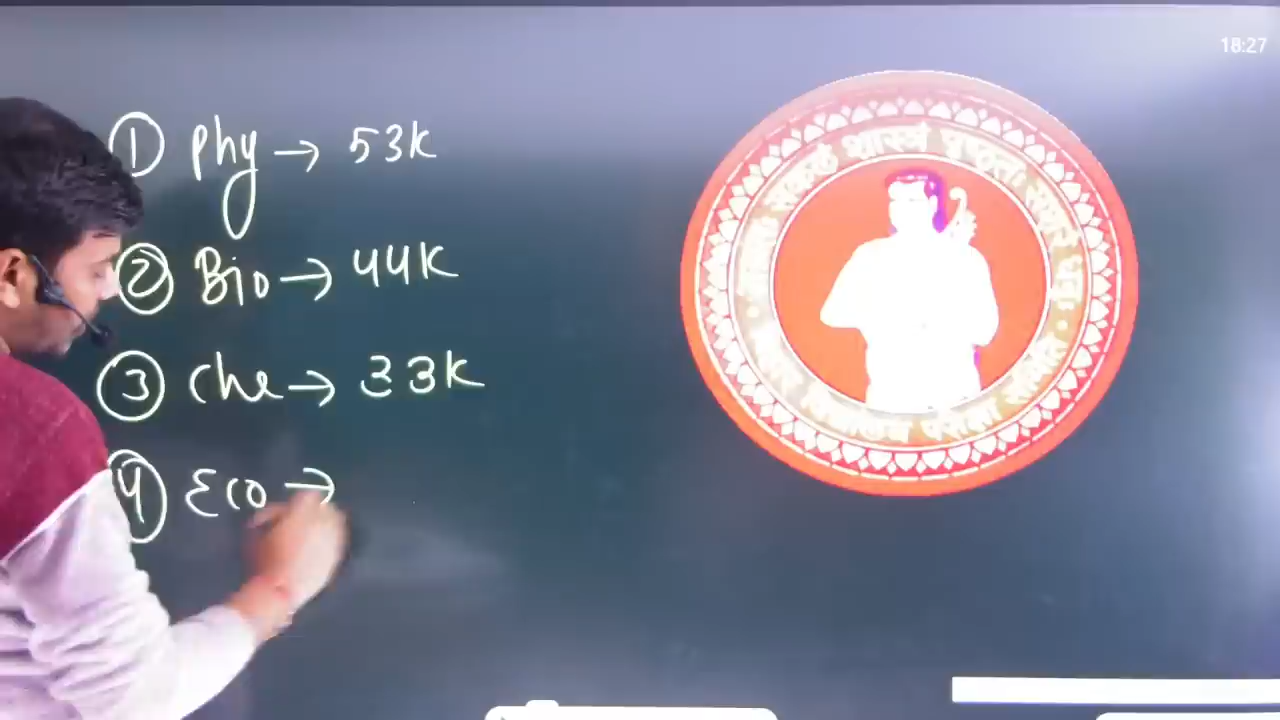 18:27
① Phy → 53K
② Bio → 44K
③ Che → 33K
④ Eco →